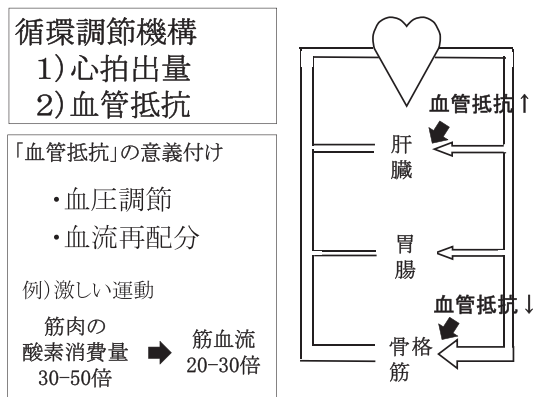 循環調節機構
1)心拍出量
2)血管抵抗
「血管抵抗」の意義付け
・血圧調節
・血流再配分
例)激しい運動
筋肉の
酸素消費量
30-50倍
筋血流
20-30倍
血管抵抗↑
肝
臓
胃
腸
血管抵抗↓
骨格
筋